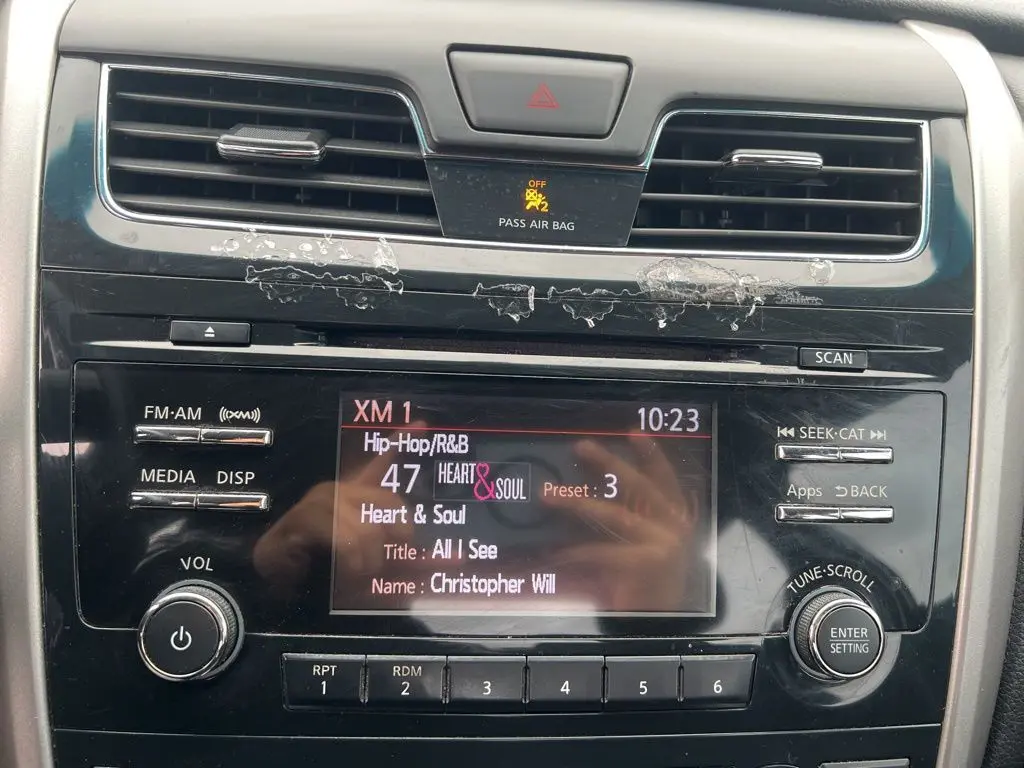 OFF
2
PASS AIR BAG
SCAN
FM·AM (((XM)))
MEDIA DISP
VOL
XM 1 10:23
Hip-Hop/R&B
47 HEART & SOUL Preset : 3
Heart & Soul
Title : All I See
Name : Christopher Will
SEEK·CAT
Apps BACK
TUNE·SCROLL
ENTER
SETTING
RPT RDM
1 2 3 4 5 6